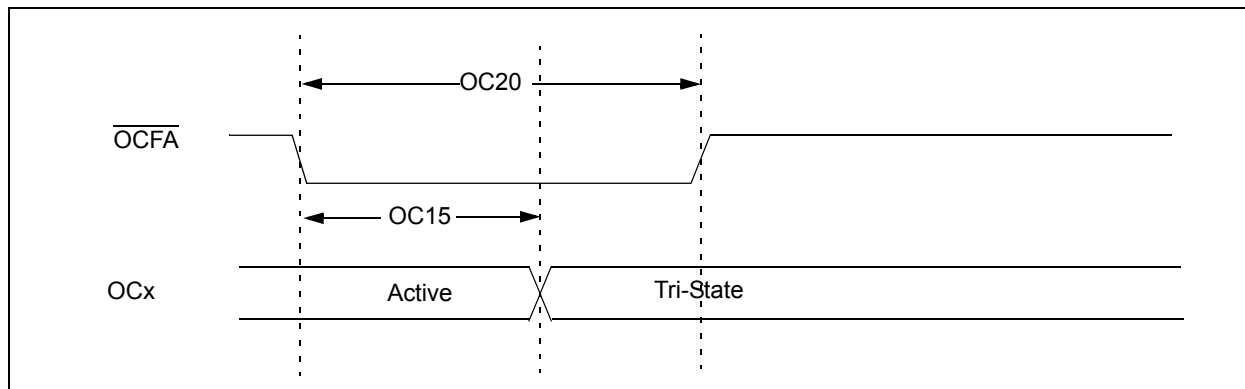 OC20
OCFA
OC15
OCx
Active
Tri-State